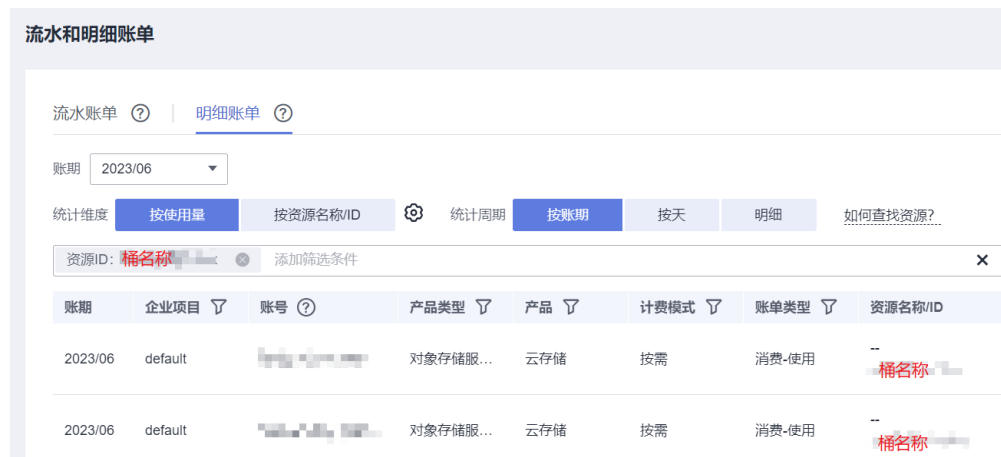 流水和明细账单
流水账单 ? 明细账单 ?
账期 2023/06
统计维度 按使用量 按资源名称/ID 统计周期 按账期 按天 明细 如何查找资源?
资源ID: 桶名称 添加筛选条件
账期 企业项目 账号 ? 产品类型 产品 计费模式 账单类型 资源名称/ID
2023/06 default 对象存储服... 云存储 按需 消费-使用 --
桶名称
2023/06 default 对象存储服... 云存储 按需 消费-使用 --
桶名称